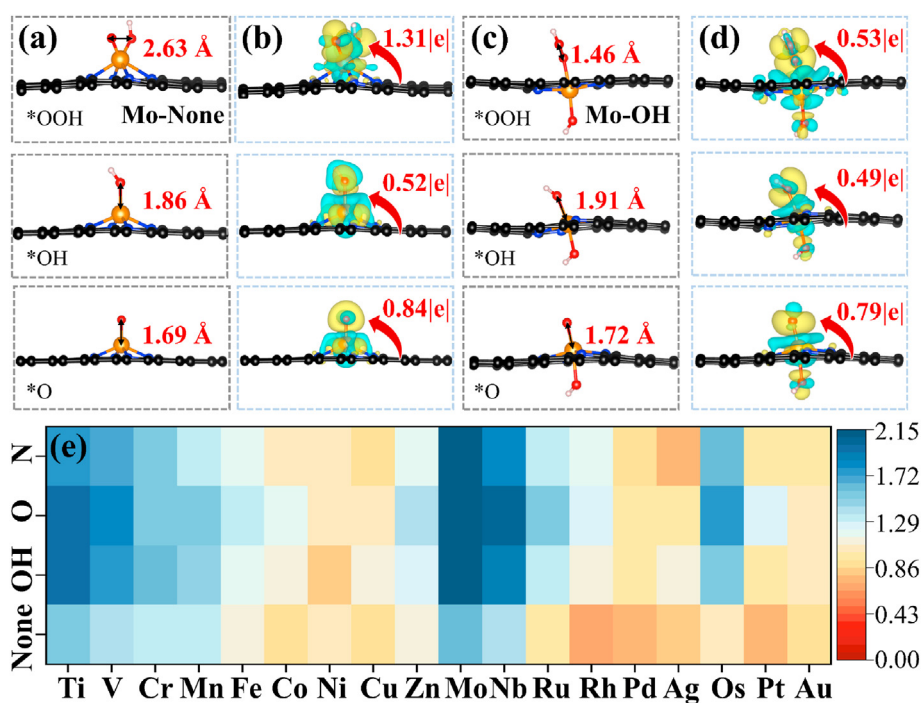 (a)
2.63 Å
*OOH
Mo-None
(b)
1.31|e|
(c)
1.46 Å
*OOH
Mo-OH
(d)
0.53|e|
1.86 Å
*OH
0.52|e|
1.91 Å
*OH
0.49|e|
1.69 Å
*O
0.84|e|
1.72 Å
*O
0.79|e|
(e)
N
O
OH
None
Ti V Cr Mn Fe Co Ni Cu Zn Mo Nb Ru Rh Pd Ag Os Pt Au
2.15
1.72
1.29
0.86
0.43
0.00